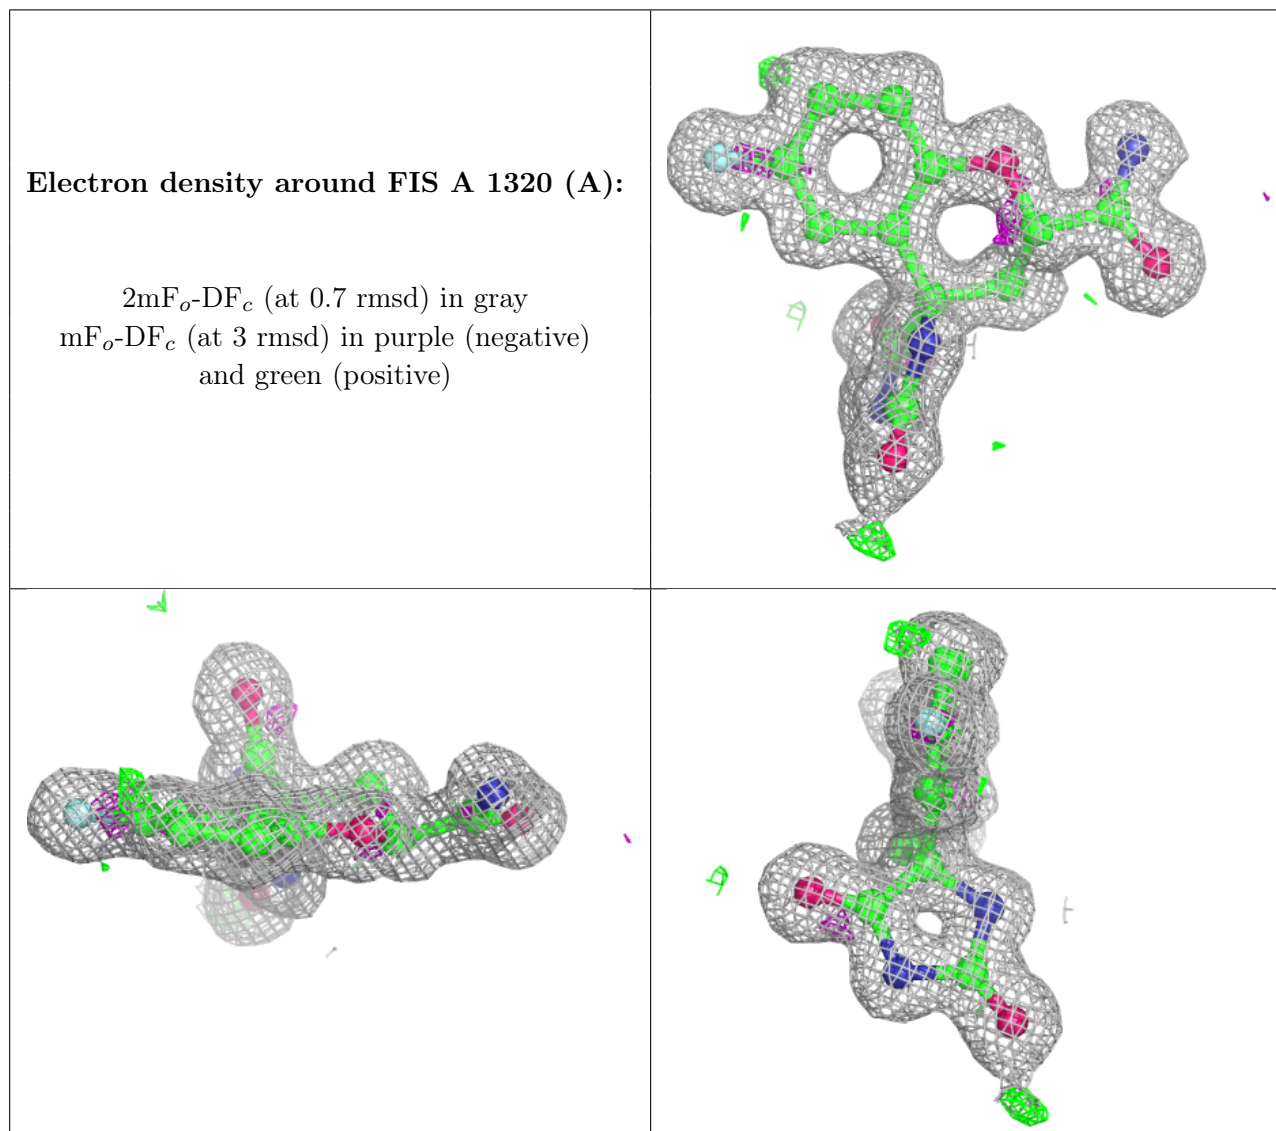 Electron density around FIS A 1320 (A):
2mFₒ-DF𝒸 (at 0.7 rmsd) in gray
mFₒ-DF𝒸 (at 3 rmsd) in purple (negative)
and green (positive)